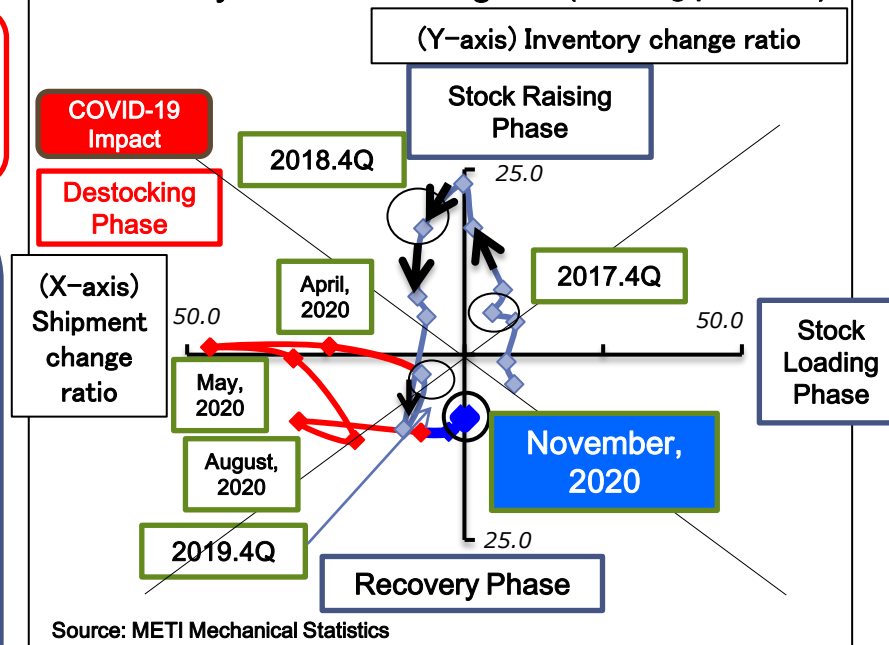 (Y-axis) Inventory change ratio
COVID-19
Impact
Stock Raising
Phase
2018.4Q
25.0
Destocking
Phase
2017.4Q
(X-axis)
Shipment
change
ratio
April,
2020
50.0
50.0
Stock
Loading
Phase
May,
2020
November,
2020
August,
2020
2019.4Q
25.0
Recovery Phase
Source: METI Mechanical Statistics